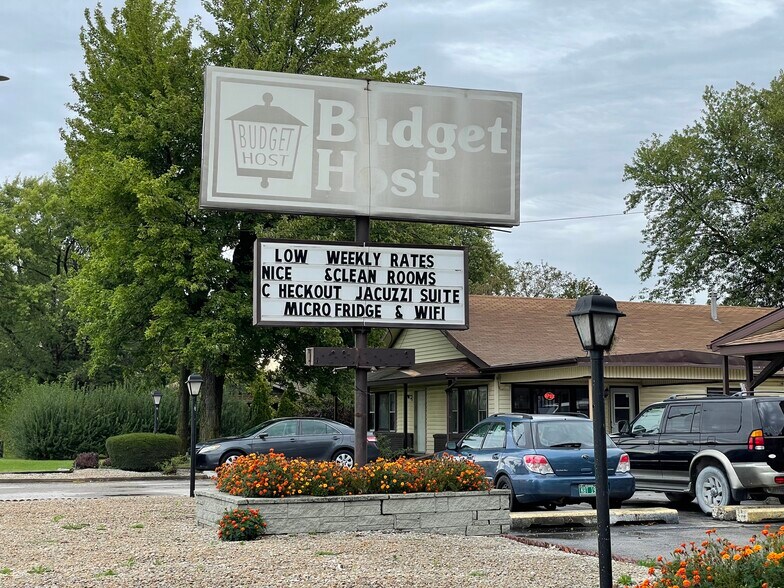 BUDGET
HOST
Budget
Host
LOW WEEKLY RATES
NICE &CLEAN ROOMS
C HECKOUT JACUZZI SUITE
MICRO FRIDGE & WIFI